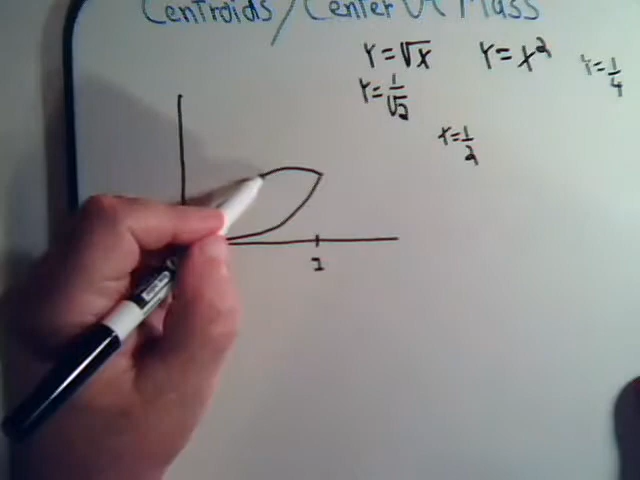 Centroids / Center of Mass
Y = √x Y = x²
Y = 1/√2 Y = 1/4
x = 1/2
1